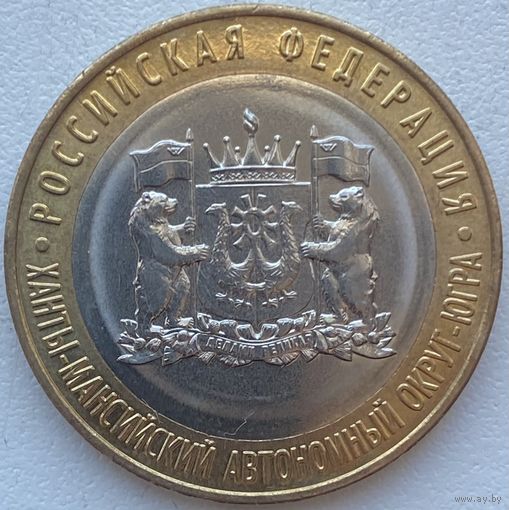 • РОССИЙСКАЯ ФЕДЕРАЦИЯ •
ХАНТЫ-МАНСИЙСКИЙ АВТОНОМНЫЙ ОКРУГ-ЮГРА
www.ay.by